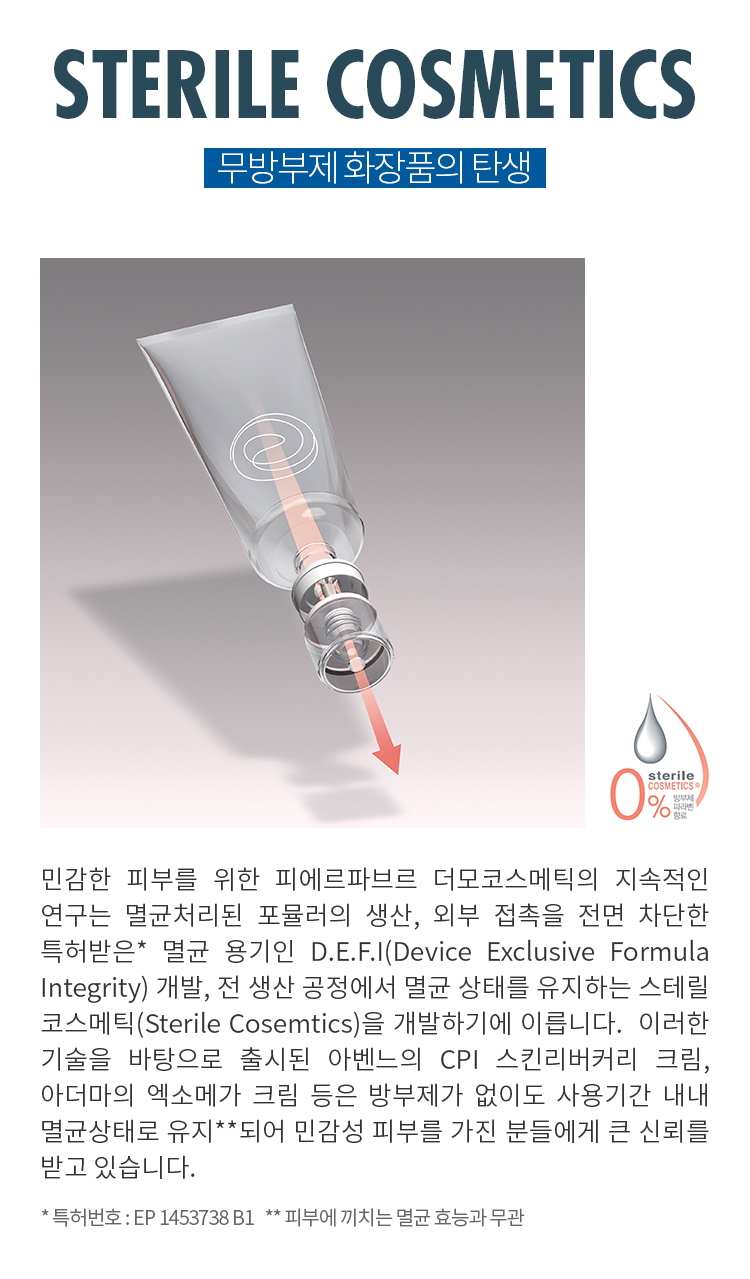 STERILE COSMETICS
무방부제 화장품의 탄생
sterile
COSMETICS®
0%
방부제
파라벤
향료
민감한 피부를 위한 피에르파브르 더모코스메틱의 지속적인
연구는 멸균처리된 포뮬러의 생산, 외부 접촉을 전면 차단한
특허받은* 멸균 용기인 D.E.F.I(Device Exclusive Formula
Integrity) 개발, 전 생산 공정에서 멸균 상태를 유지하는 스테릴
코스메틱(Sterile Cosemtics)을 개발하기에 이릅니다. 이러한
기술을 바탕으로 출시된 아벤느의 CPI 스킨리버커리 크림,
아더마의 엑소메가 크림 등은 방부제가 없이도 사용기간 내내
멸균상태로 유지**되어 민감성 피부를 가진 분들에게 큰 신뢰를
받고 있습니다.
* 특허번호 : EP 1453738 B1 ** 피부에 끼치는 멸균 효능과 무관